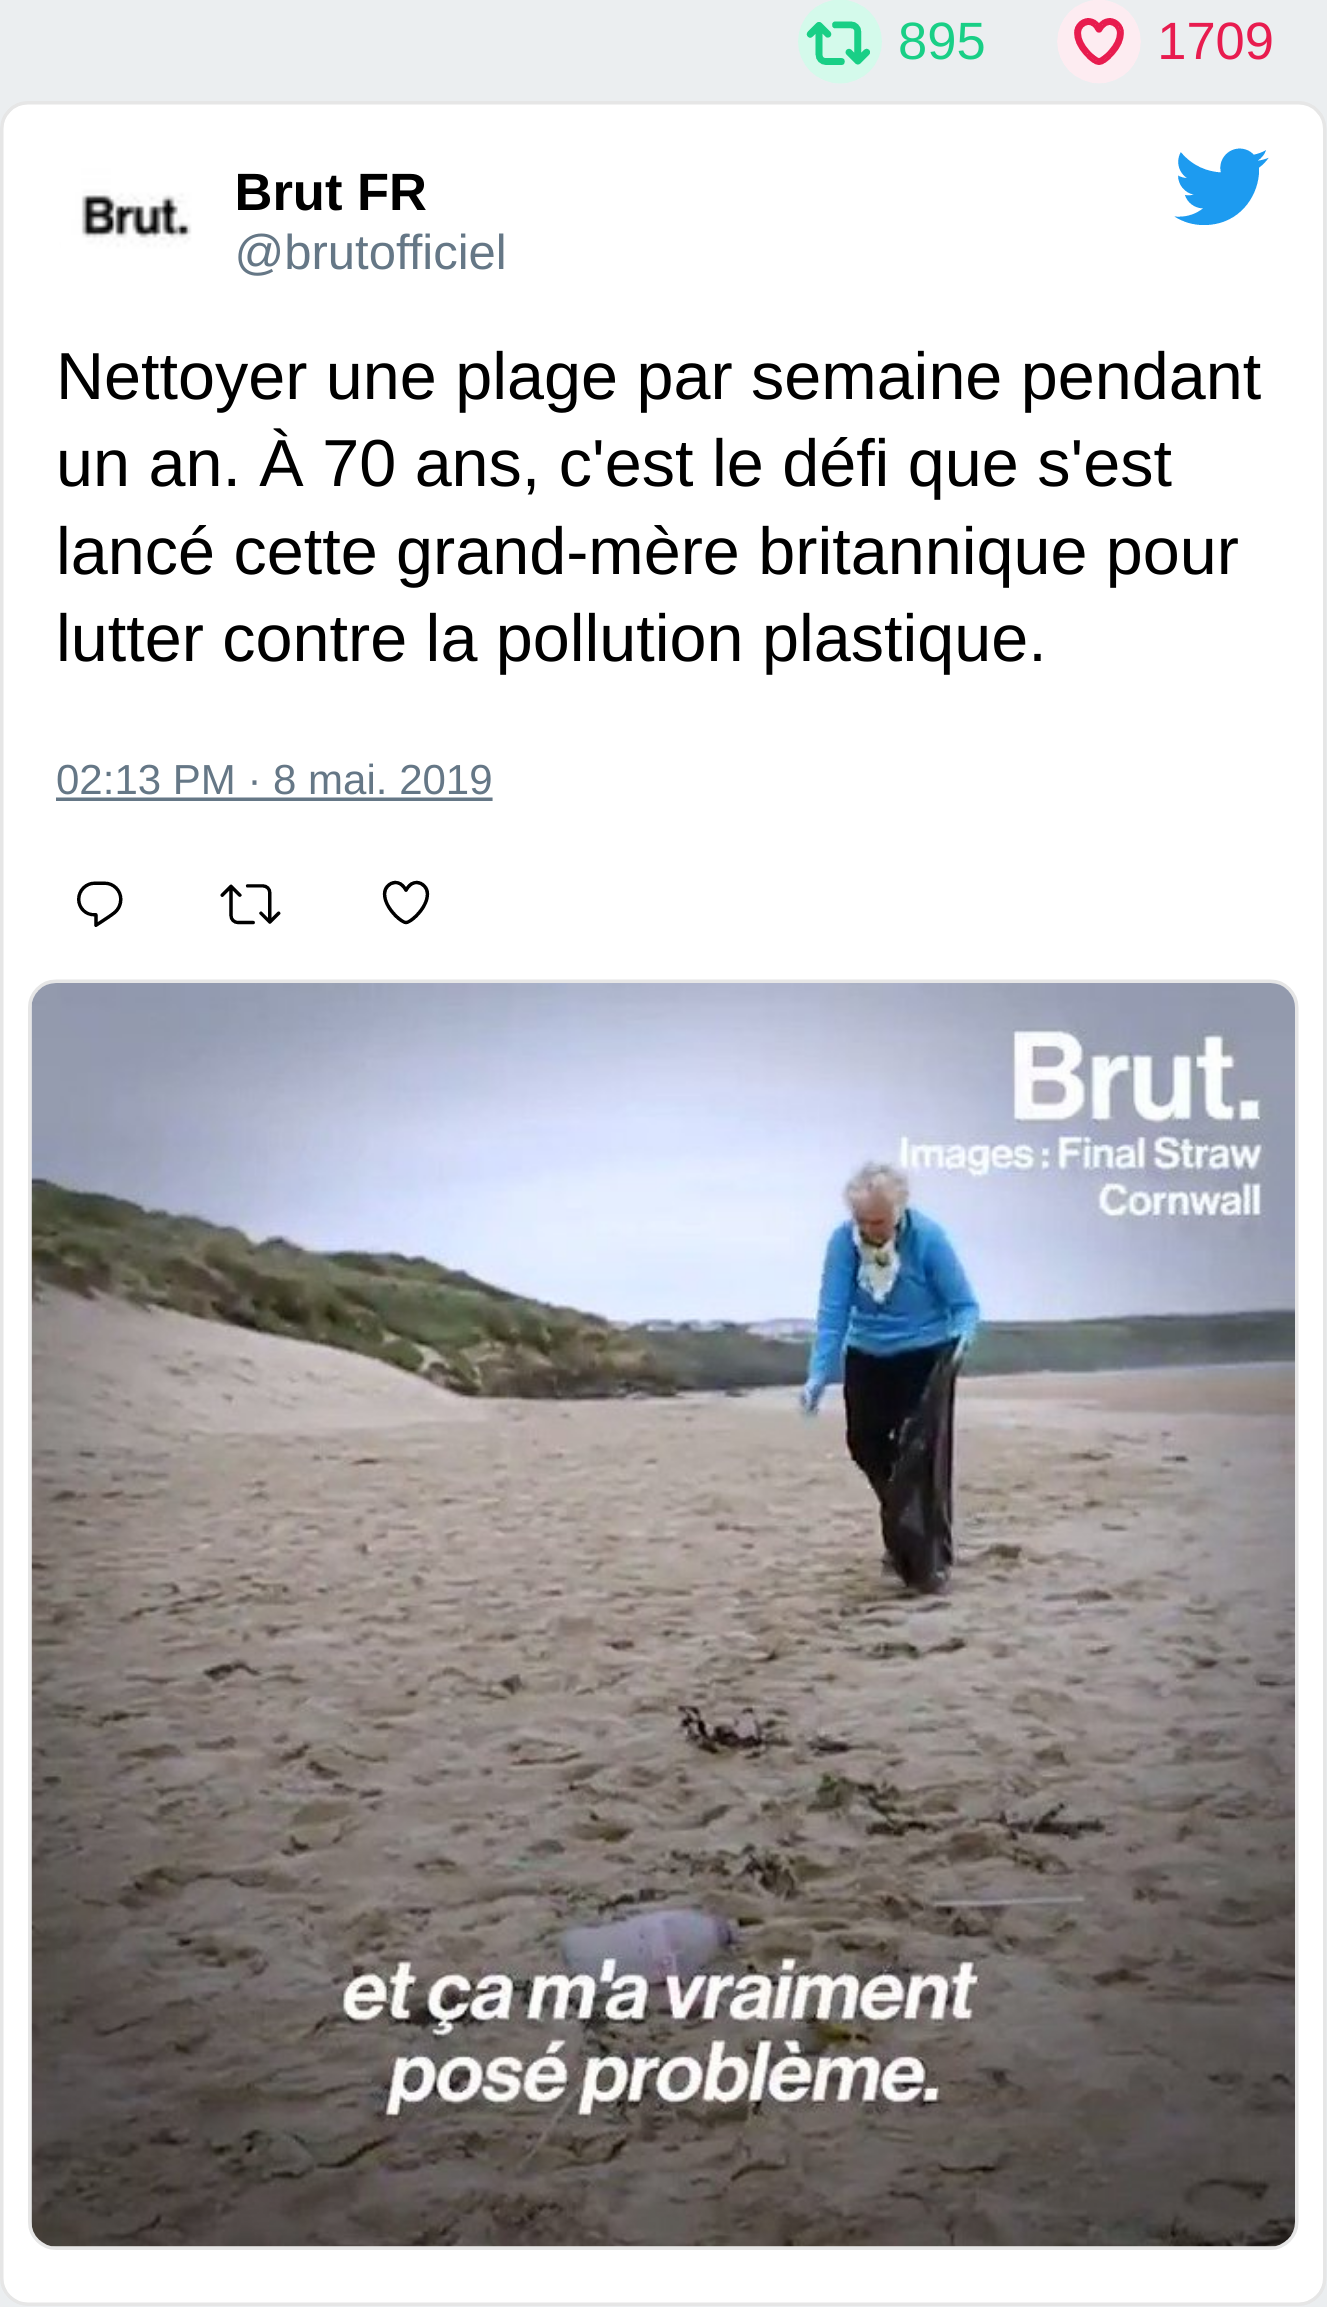 895 1709
Brut.
Brut FR
@brutofficiel
Nettoyer une plage par semaine pendant
un an. À 70 ans, c'est le défi que s'est
lancé cette grand-mère britannique pour
lutter contre la pollution plastique.
02:13 PM · 8 mai. 2019
Brut.
Images : Final Straw
Cornwall
et ça m'a vraiment
posé problème.